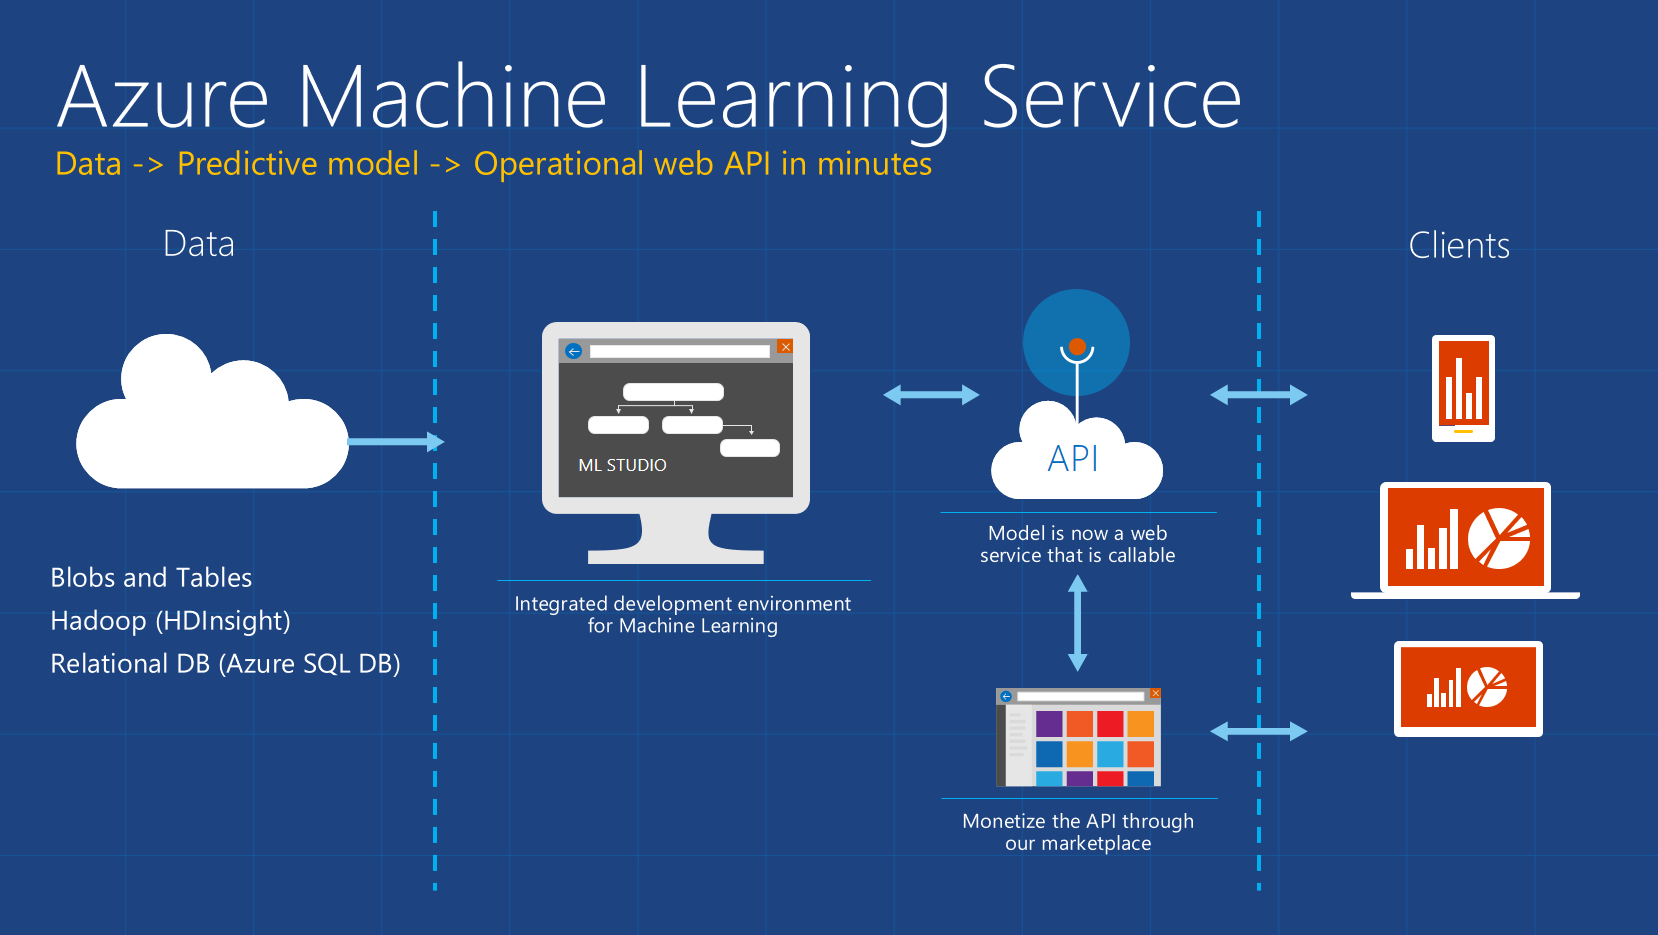 Azure Machine Learning Service
Data -> Predictive model -> Operational web API in minutes
Data
Blobs and Tables
Hadoop (HDInsight)
Relational DB (Azure SQL DB)
ML STUDIO
Integrated development environment
for Machine Learning
API
Model is now a web
service that is callable
Monetize the API through
our marketplace
Clients